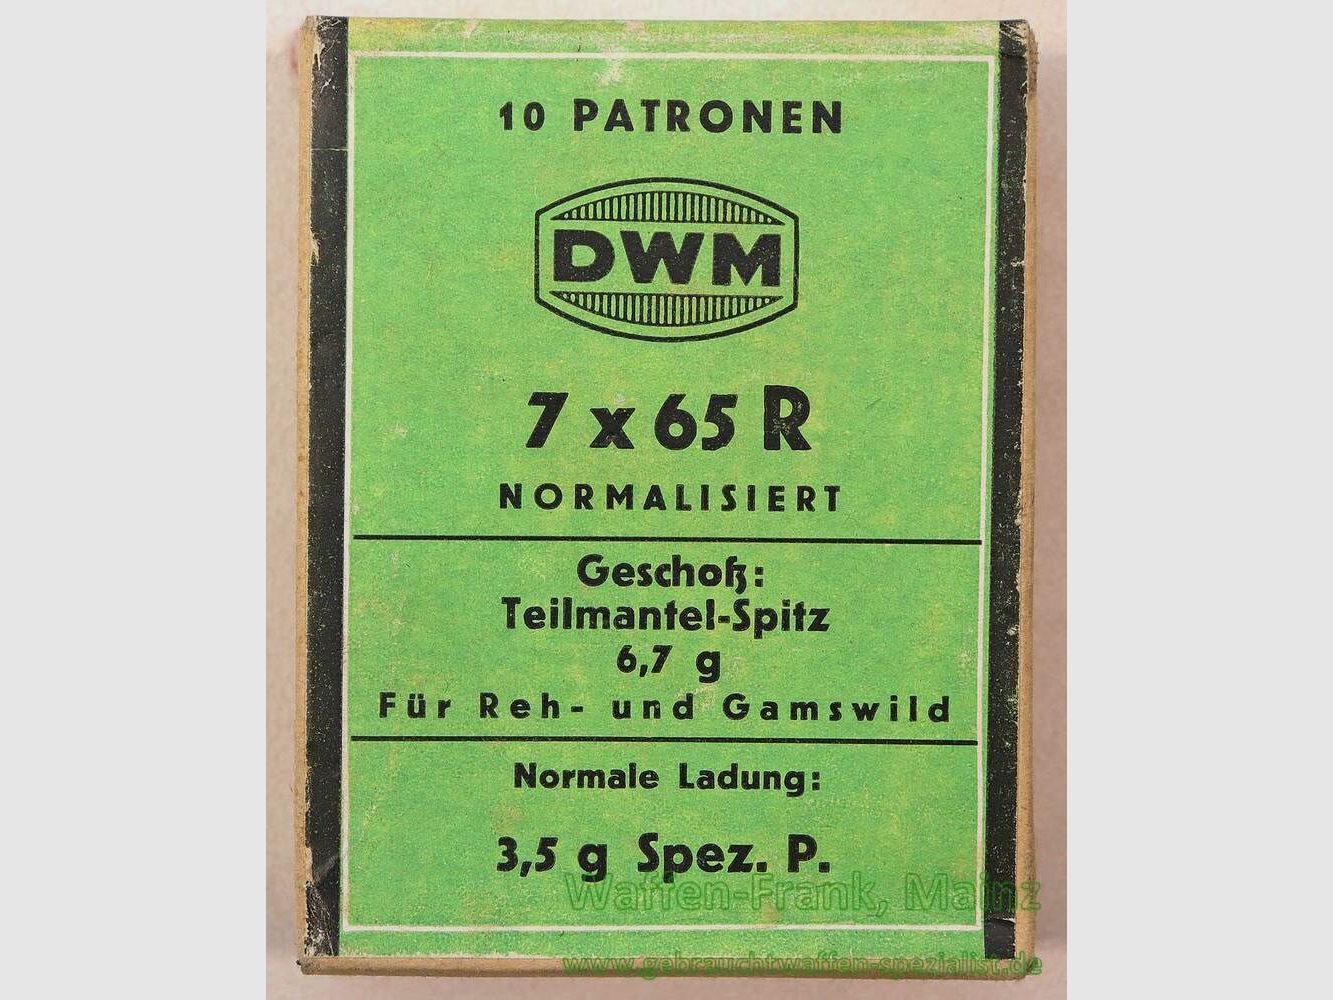 10 PATRONEN
DWM
7 x 65 R
NORMALISIERT
Geschoß:
Teilmantel-Spitz
6,7 g
Für Reh- und Gamswild
Normale Ladung:
3,5 g Spez. P.
Waffen-Frank, Mainz
www.gebrauchtwaffen-spezialist.de